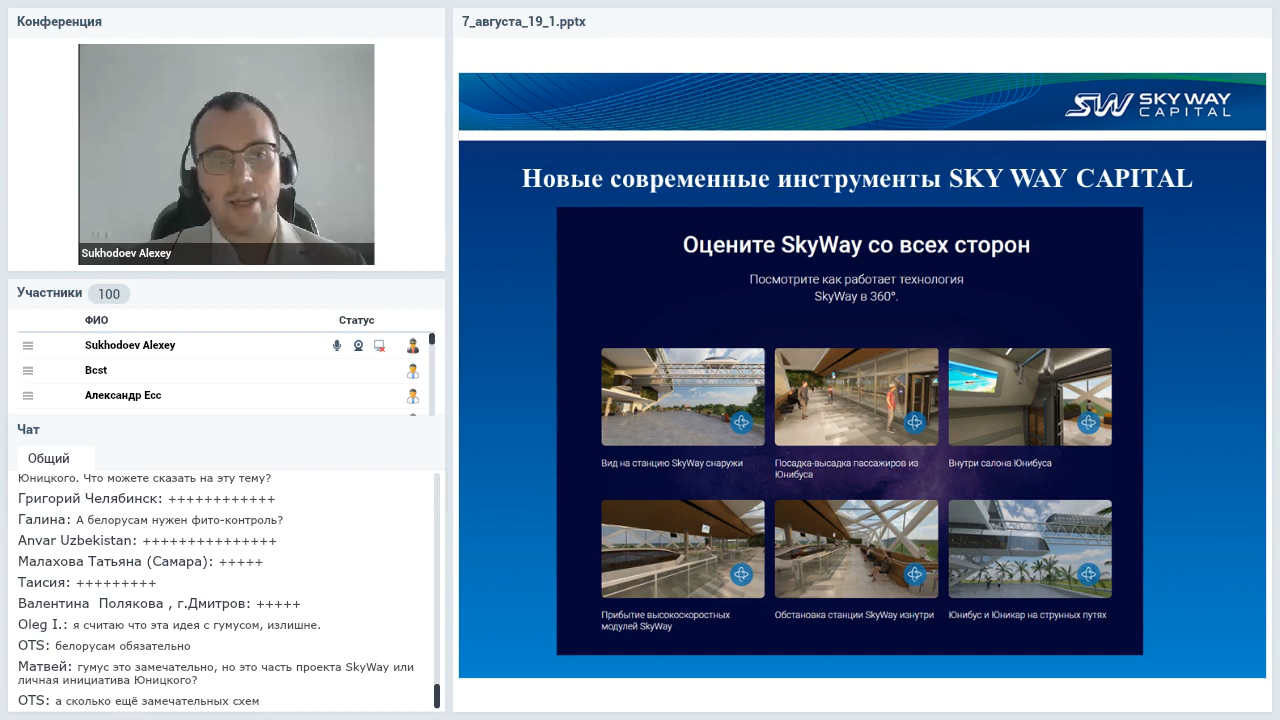 Конференция
Sukhodoev Alexey
Участники 100
ФИО Статус
Sukhodoev Alexey
Bcst
Александр Есс
Чат
Общий
Юницкого. Что можете сказать на эту тему?
Григорий Челябинск: ++++++++++++
Галина: А белорусам нужен фито-контроль?
Anvar Uzbekistan: +++++++++++++++
Малахова Татьяна (Самара): +++++
Таисия: +++++++++
Валентина Полякова , г.Дмитров: +++++
Oleg I.: я считаю что эта идея с гумусом, излишне.
OTS: белорусам обязательно
Матвей: гумус это замечательно, но это часть проекта SkyWay или
личная инициатива Юницкого?
OTS: а сколько ещё замечательных схем
7_августа_19_1.pptx
SW SKY WAY
CAPITAL
Новые современные инструменты SKY WAY CAPITAL
Оцените SkyWay со всех сторон
Посмотрите как работает технология
SkyWay в 360°.
Вид на станцию SkyWay снаружи
Посадка-высадка пассажиров из
Юнибуса
Внутри салона Юнибуса
Прибытие высокоскоростных
модулей SkyWay
Обстановка станции SkyWay изнутри
Юнибус и Юникар на струнных путях